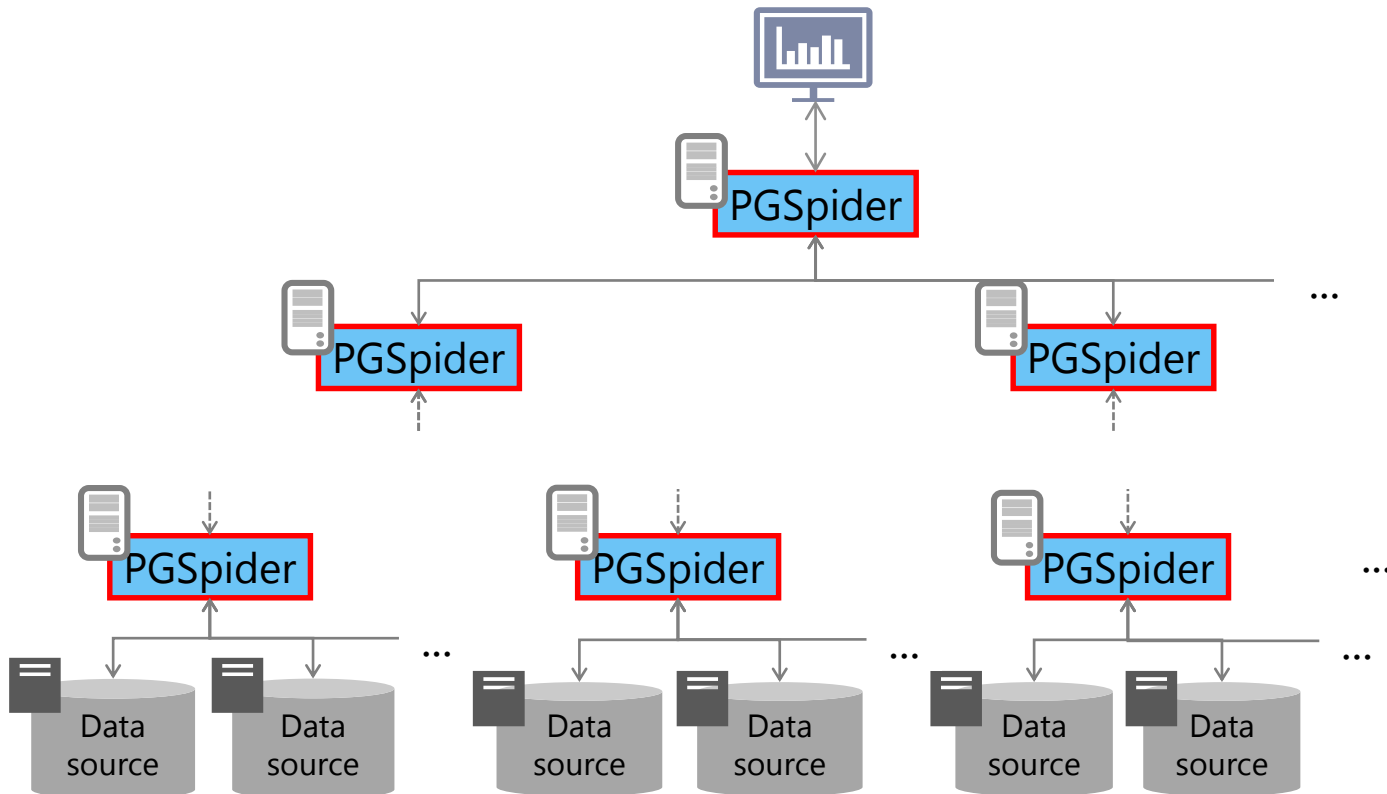 PGSpider
...
PGSpider
PGSpider
PGSpider
PGSpider
PGSpider
...
...
...
...
Data
source
Data
source
Data
source
Data
source
Data
source
Data
source